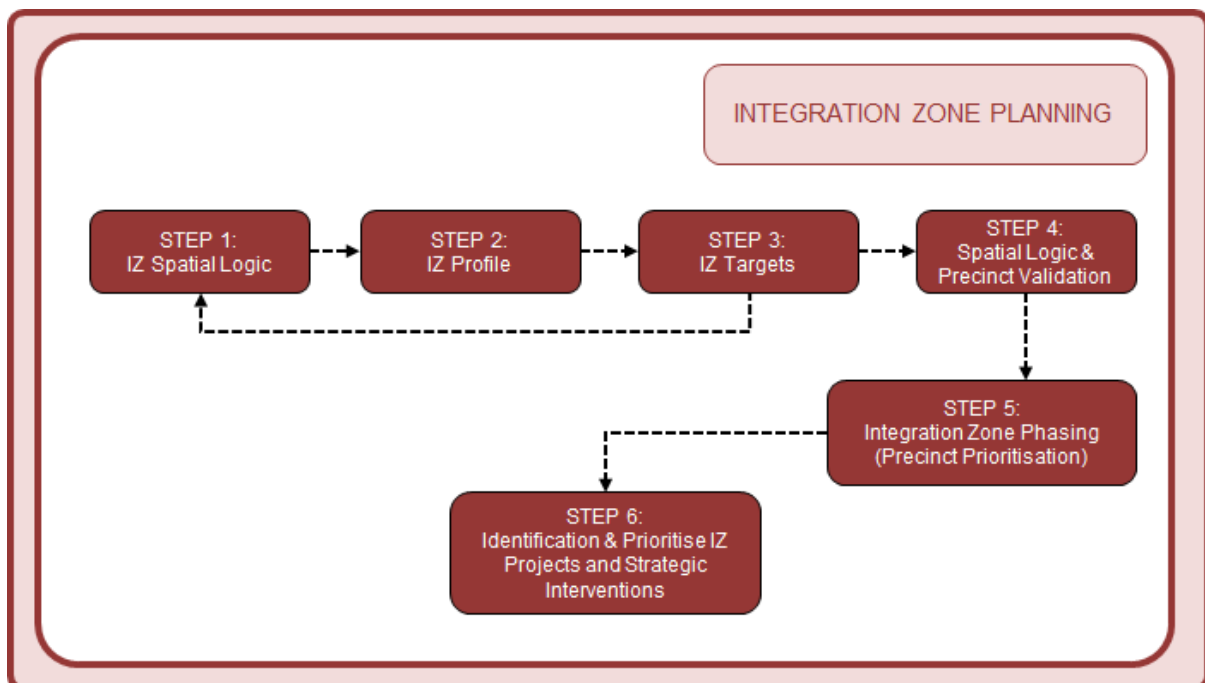 INTEGRATION ZONE PLANNING
STEP 1:
IZ Spatial Logic
STEP 2:
IZ Profile
STEP 3:
IZ Targets
STEP 4:
Spatial Logic &
Precinct Validation
STEP 5:
Integration Zone Phasing
(Precinct Prioritisation)
STEP 6:
Identification & Prioritise IZ
Projects and Strategic
Interventions